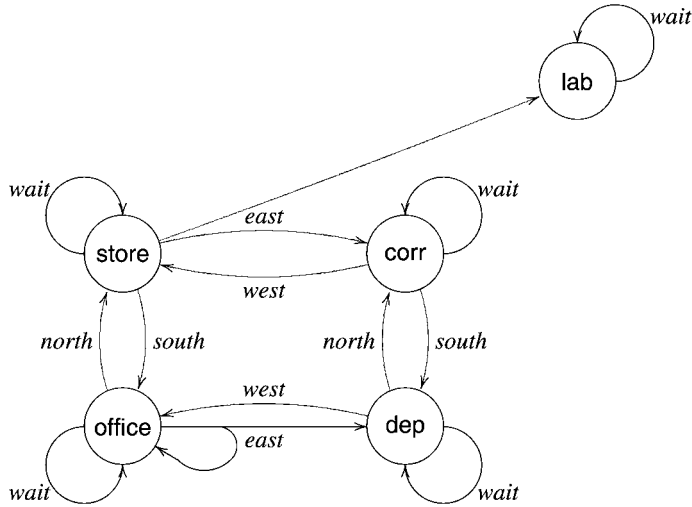 wait
lab
wait
east
wait
store
corr
west
north
south
north
south
west
office
dep
east
wait
wait